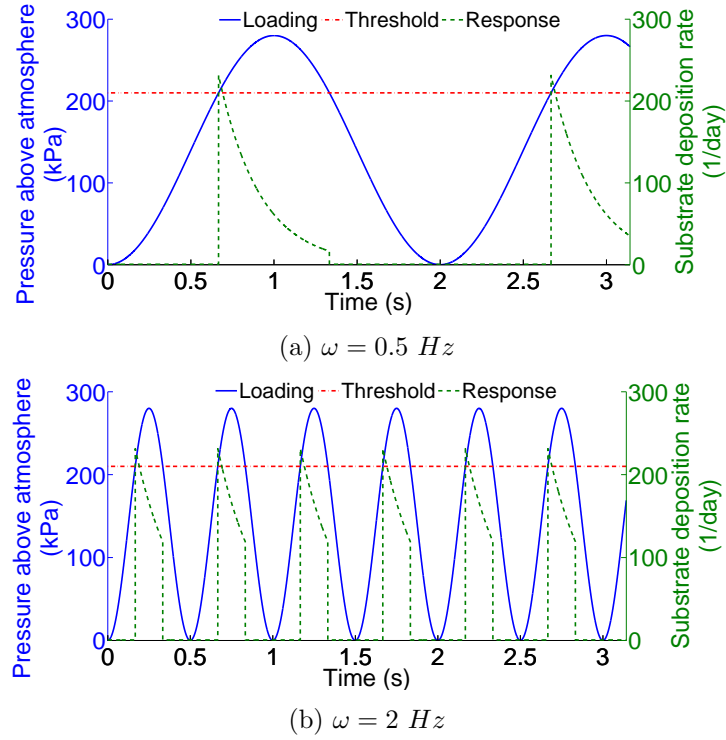 Loading Threshold Response
Pressure above atmosphere
(kPa)
300
200
100
0
300
200
100
0
Substrate deposition rate
(1/day)
0 0.5 1 1.5 2 2.5 3
Time (s)
(a) ω = 0.5 Hz
Loading Threshold Response
Pressure above atmosphere
(kPa)
300
200
100
0
300
200
100
0
Substrate deposition rate
(1/day)
0 0.5 1 1.5 2 2.5 3
Time (s)
(b) ω = 2 Hz